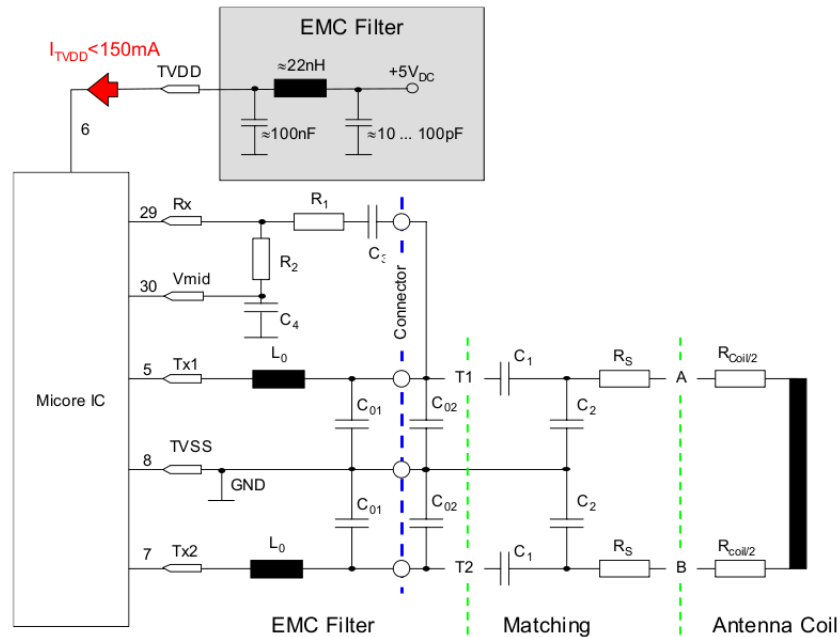 EMC Filter
I_TVDD<150mA
TVDD
≈22nH
+5V_DC
≈100nF
≈10 ... 100pF
6
29
Rx
R₁
C₃
R₂
30
Vmid
C₄
Connector
5
Tx1
L₀
T1
C₁
R_S
A
R_Coil/2
Micore IC
C₀₁
C₀₂
C₂
8
TVSS
GND
C₀₁
C₀₂
C₂
7
Tx2
L₀
T2
C₁
R_S
B
R_coil/2
EMC Filter
Matching
Antenna Coil